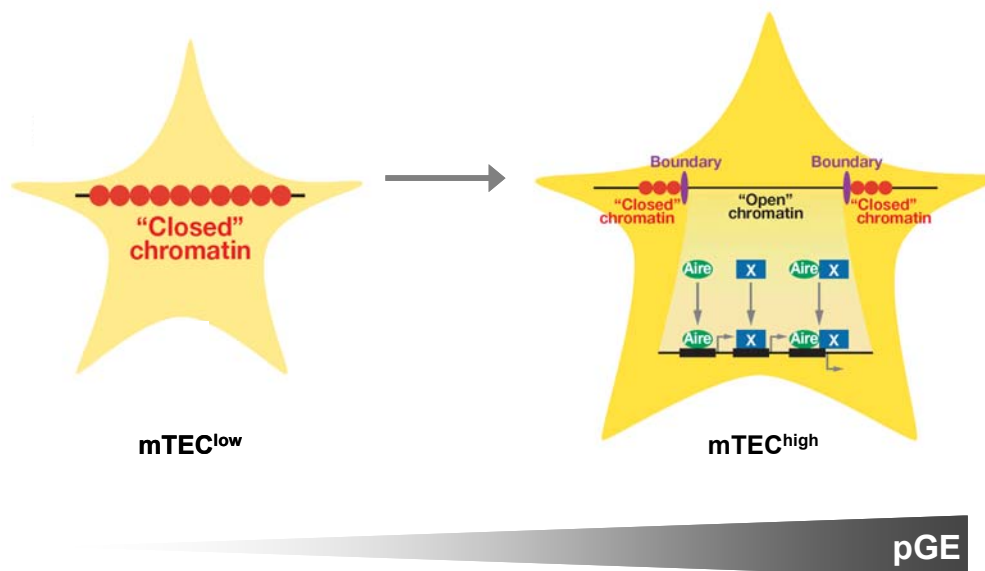 "Closed"
chromatin
mTEClow
Boundary
Boundary
"Closed"
chromatin
"Open"
chromatin
"Closed"
chromatin
Aire
X
Aire X
Aire
X
Aire X
mTEChigh
pGE